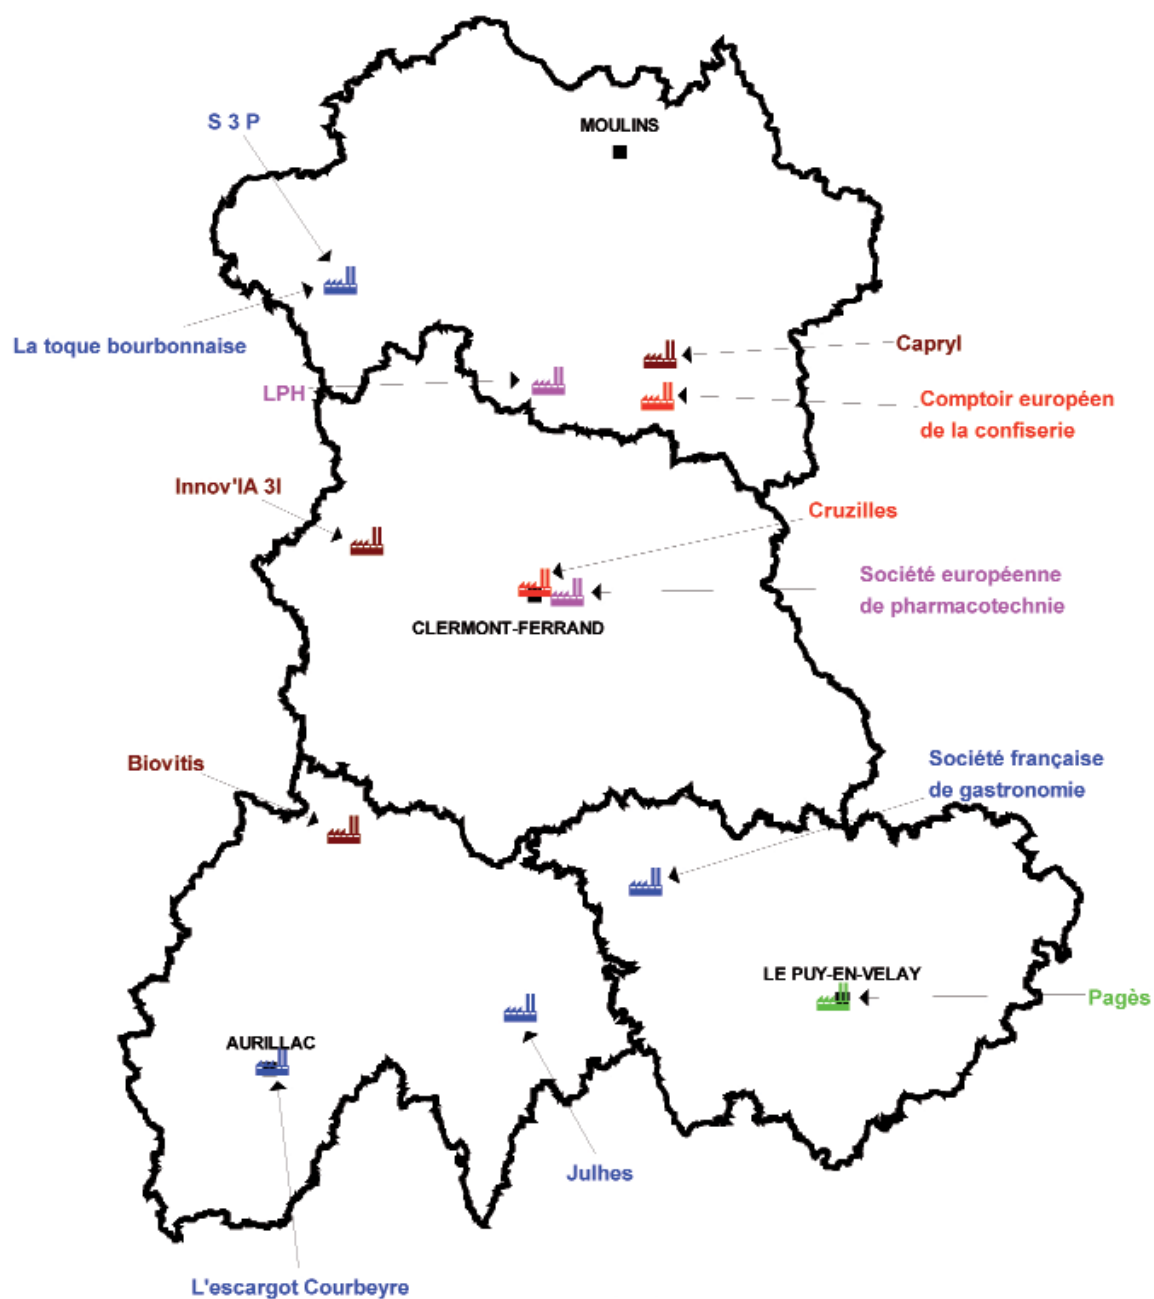 S 3 P
MOULINS
La toque bourbonnaise
Capryl
LPH
Comptoir européen
de la confiserie
Innov'IA 3I
Cruzilles
Société européenne
de pharmacotechnie
CLERMONT-FERRAND
Biovitis
Société française
de gastronomie
LE PUY-EN-VELAY
Pagès
AURILLAC
Julhes
L'escargot Courbeyre